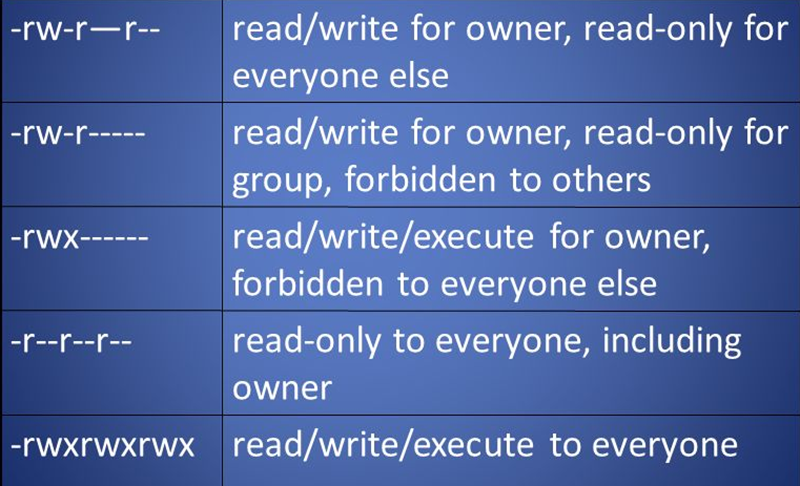 -rw-r—r--
read/write for owner, read-only for
everyone else
-rw-r-----
read/write for owner, read-only for
group, forbidden to others
-rwx------
read/write/execute for owner,
forbidden to everyone else
-r--r--r--
read-only to everyone, including
owner
-rwxrwxrwx
read/write/execute to everyone